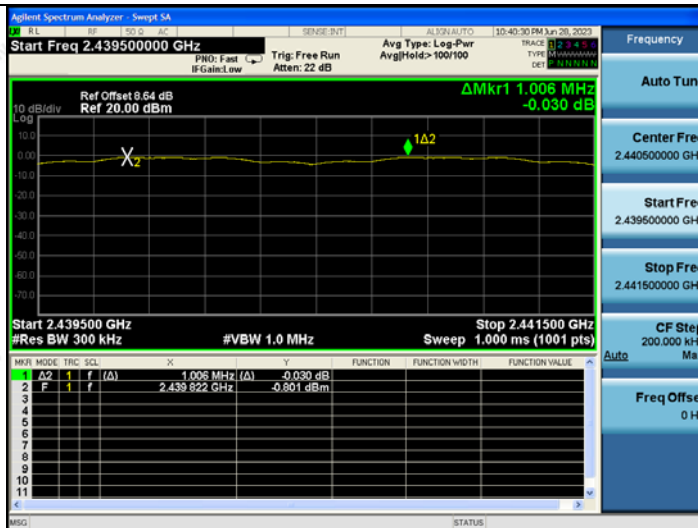 Agilent Spectrum Analyzer - Swept SA
RL RF 50 Ω AC SENSE:INT ALIGN AUTO 10:40:30 PM Jun 28, 2023
Start Freq 2.439500000 GHz
PNO: Fast
IFGain:Low
Trig: Free Run
Atten: 22 dB
Avg Type: Log-Pwr
Avg|Hold:> 100/100
TRACE 1 2 3 4 5 6
TYPE M
DET P N N N N N
Ref Offset 8.64 dB
Ref 20.00 dBm
ΔMkr1 1.006 MHz
-0.030 dB
10 dB/div
Log
10.0
0.00
-10.0
-20.0
-30.0
-40.0
-50.0
-60.0
-70.0
X2
1Δ2
Start 2.439500 GHz
Stop 2.441500 GHz
#Res BW 300 kHz
#VBW 1.0 MHz
Sweep 1.000 ms (1001 pts)
MKR MODE TRC SCL X Y FUNCTION FUNCTION WIDTH FUNCTION VALUE
1 Δ2 1 f (Δ) 1.006 MHz (Δ) -0.030 dB
2 F 1 f 2.439 822 GHz -0.801 dBm
3
4
5
6
7
8
9
10
11
MSG
STATUS
Frequency
Auto Tun
Center Fre
2.440500000 GH
Start Fre
2.439500000 GH
Stop Fre
2.441500000 GH
CF Ste
200.000 kH
Auto Ma
Freq Offse
0 H